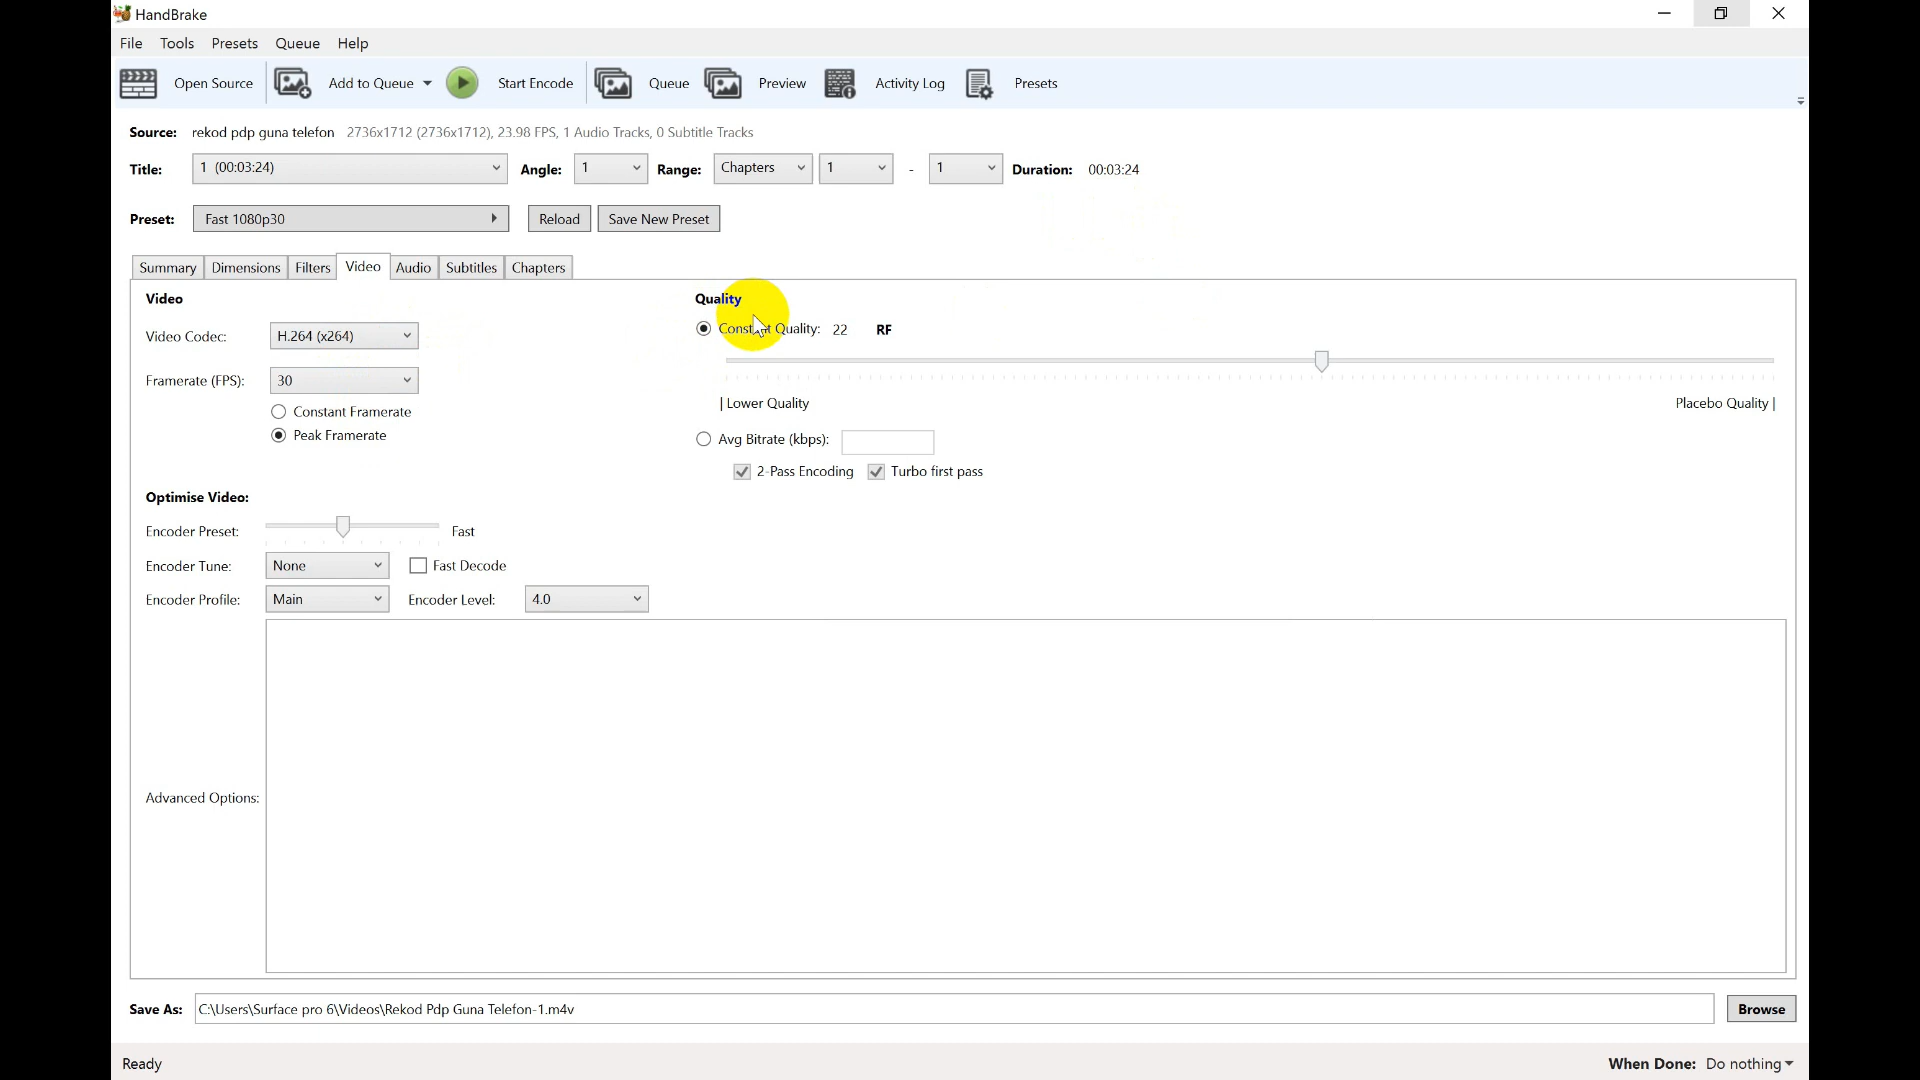 HandBrake
File Tools Presets Queue Help
Open Source Add to Queue Start Encode Queue Preview Activity Log Presets
Source: rekod pdp guna telefon 2736x1712 (2736x1712), 23.98 FPS, 1 Audio Tracks, 0 Subtitle Tracks
Title: 1 (00:03:24) Angle: 1 Range: Chapters 1 - 1 Duration: 00:03:24
Preset: Fast 1080p30 Reload Save New Preset
Summary Dimensions Filters Video Audio Subtitles Chapters
Video Quality
Video Codec: H.264 (x264) Constant Quality: 22 RF
Framerate (FPS): 30
| Lower Quality Placebo Quality |
Constant Framerate
Peak Framerate Avg Bitrate (kbps):
2-Pass Encoding Turbo first pass
Optimise Video:
Encoder Preset: Fast
Encoder Tune: None Fast Decode
Encoder Profile: Main Encoder Level: 4.0
Advanced Options:
Save As: C:\Users\Surface pro 6\Videos\Rekod Pdp Guna Telefon-1.m4v Browse
Ready When Done: Do nothing